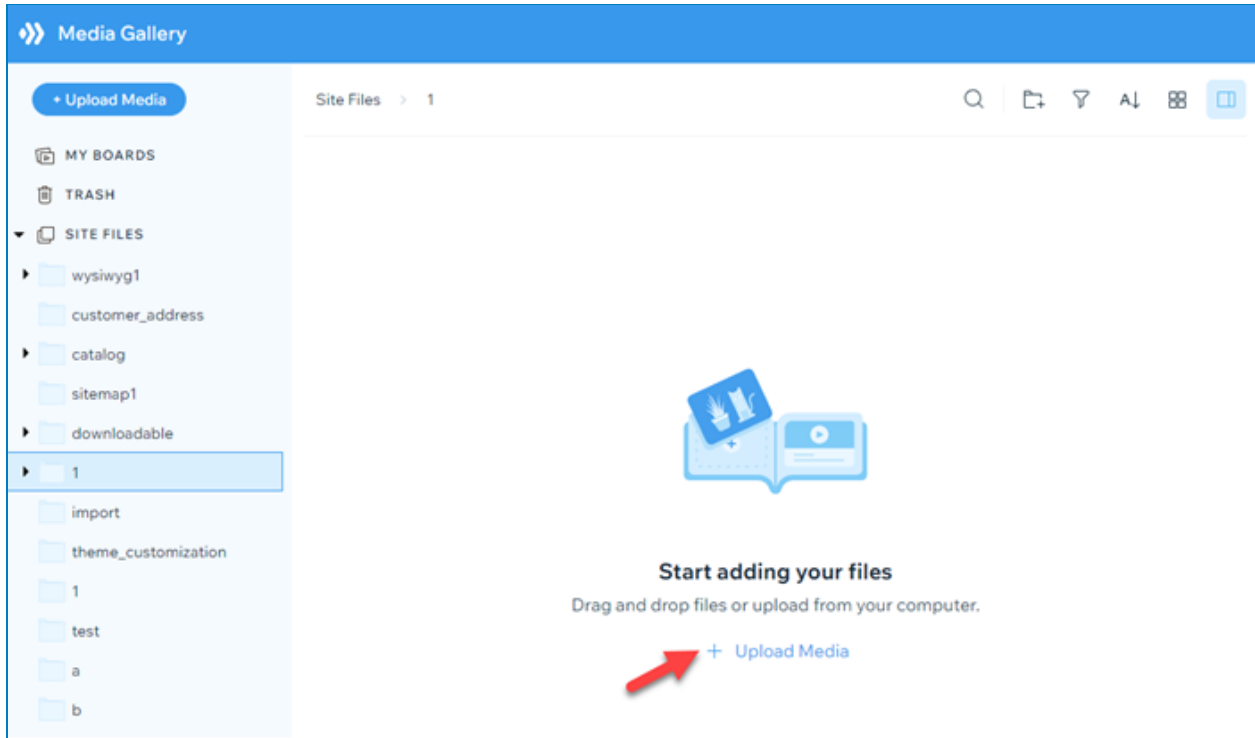 Media Gallery
+ Upload Media
MY BOARDS
TRASH
SITE FILES
wysiwyg1
customer_address
catalog
sitemap1
downloadable
1
import
theme_customization
1
test
a
b
Site Files > 1
A↓
Start adding your files
Drag and drop files or upload from your computer.
+ Upload Media